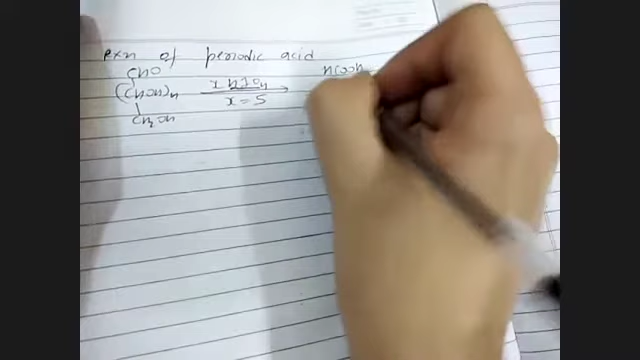 rxn of periodic acid
CHO
(CHOH)n x HIO4 HCOOH
x = 5
CH2OH